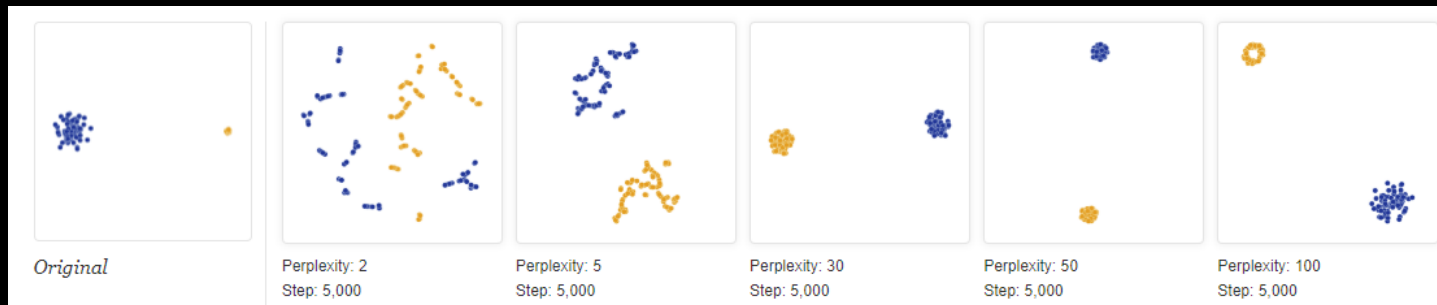 Original
Perplexity: 2
Step: 5,000
Perplexity: 5
Step: 5,000
Perplexity: 30
Step: 5,000
Perplexity: 50
Step: 5,000
Perplexity: 100
Step: 5,000